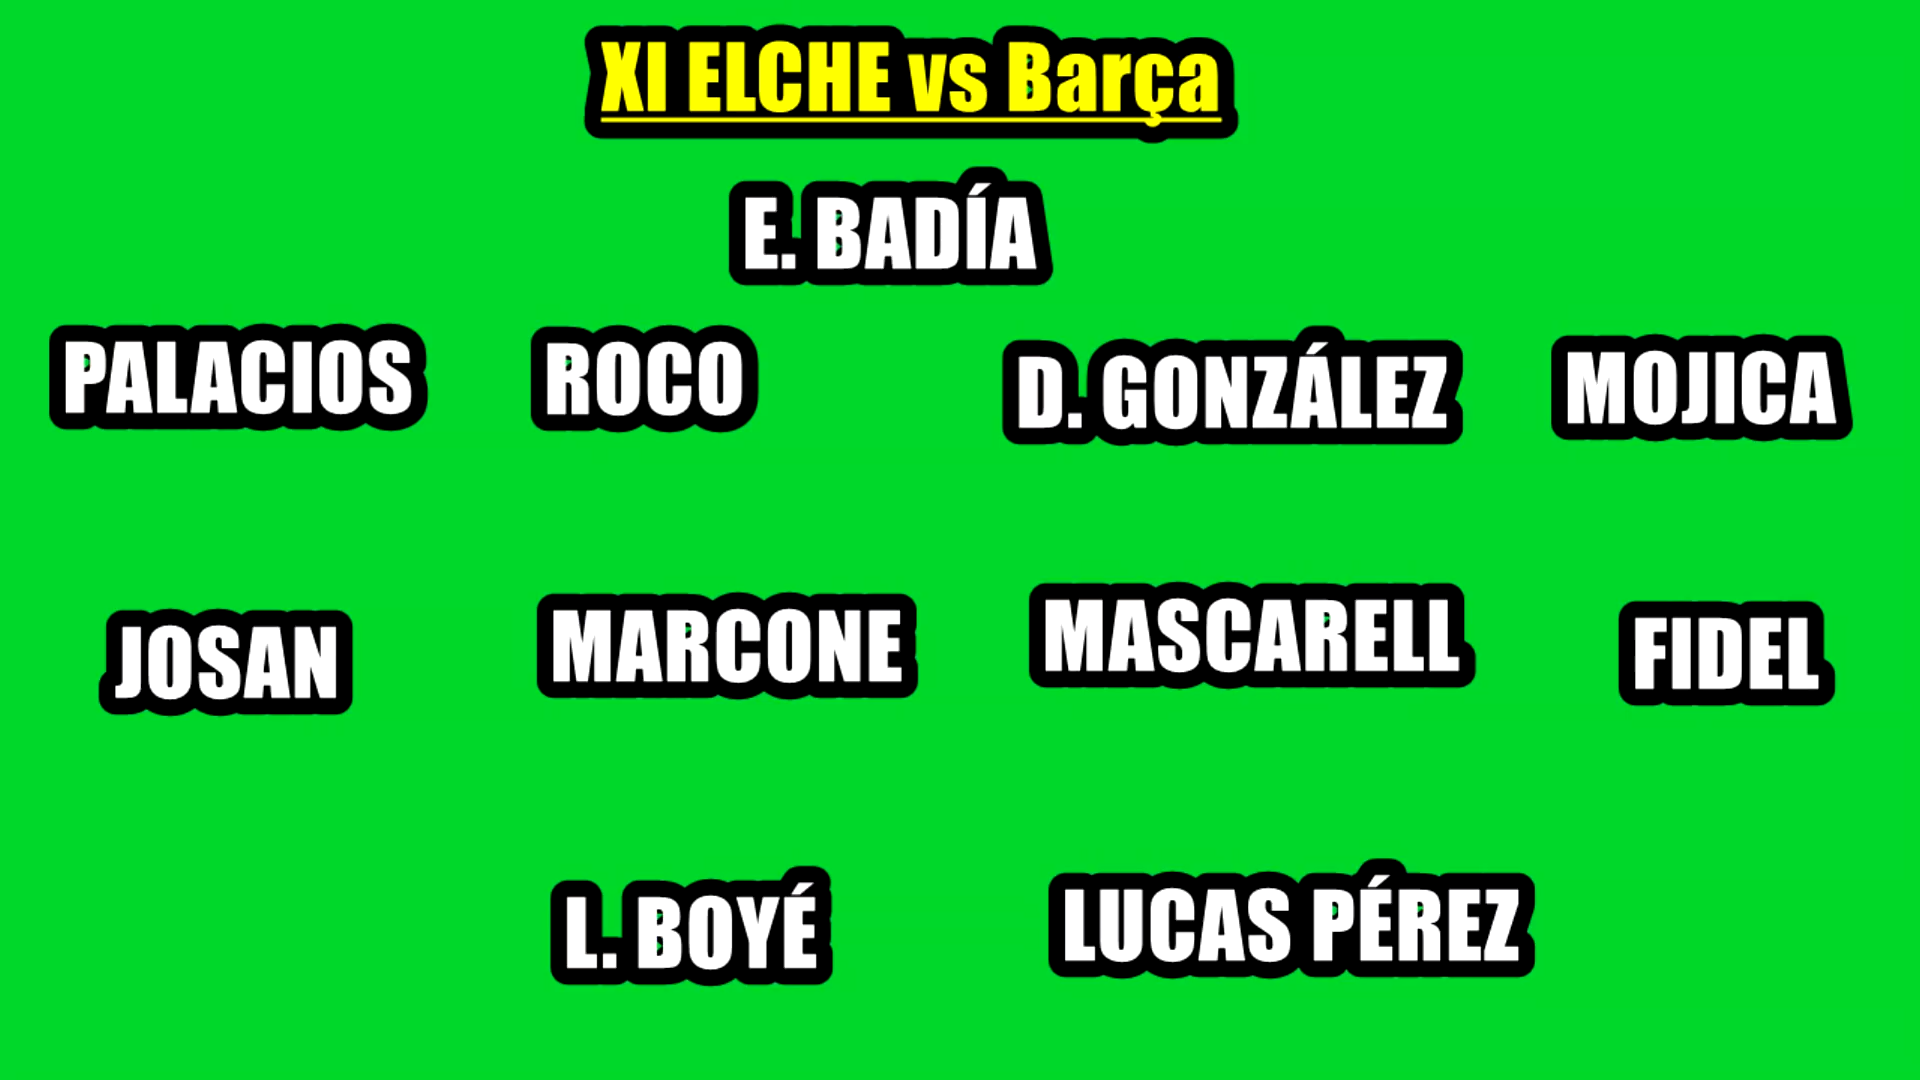 XI ELCHE vs Barça
E. BADÍA
PALACIOS ROCO D. GONZÁLEZ MOJICA
JOSAN MARCONE MASCARELL FIDEL
L. BOYÉ LUCAS PÉREZ